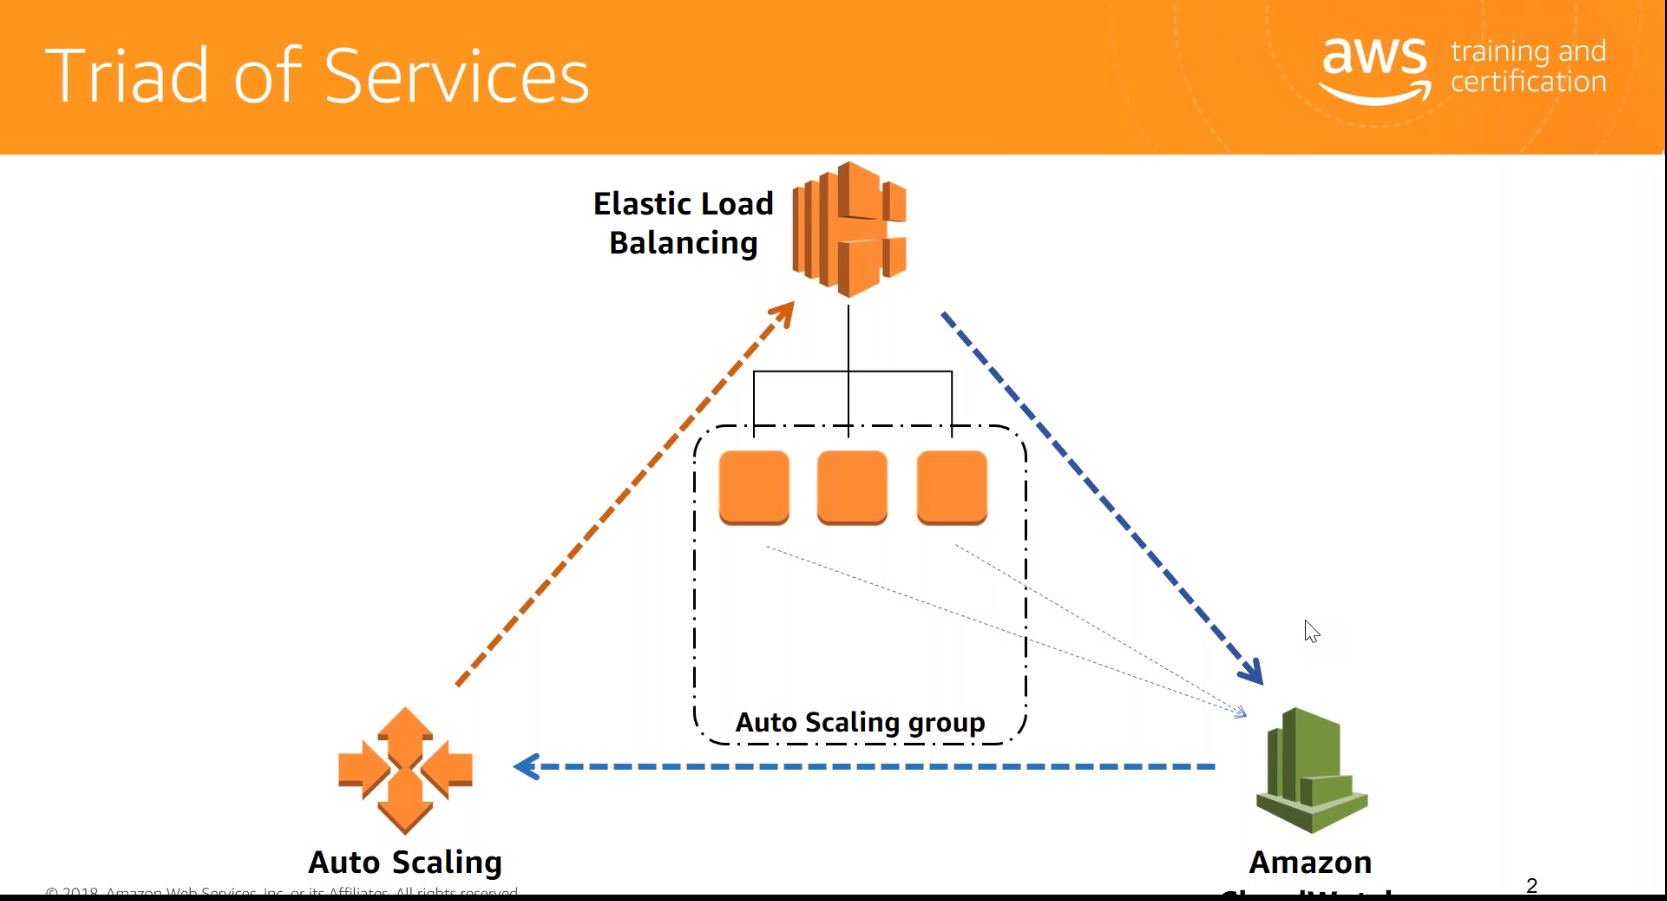 Triad of Services
aws training and
certification
Elastic Load
Balancing
Auto Scaling group
Auto Scaling
Amazon
CloudWatch
© 2018, Amazon Web Services, Inc. or its Affiliates. All rights reserved.
2